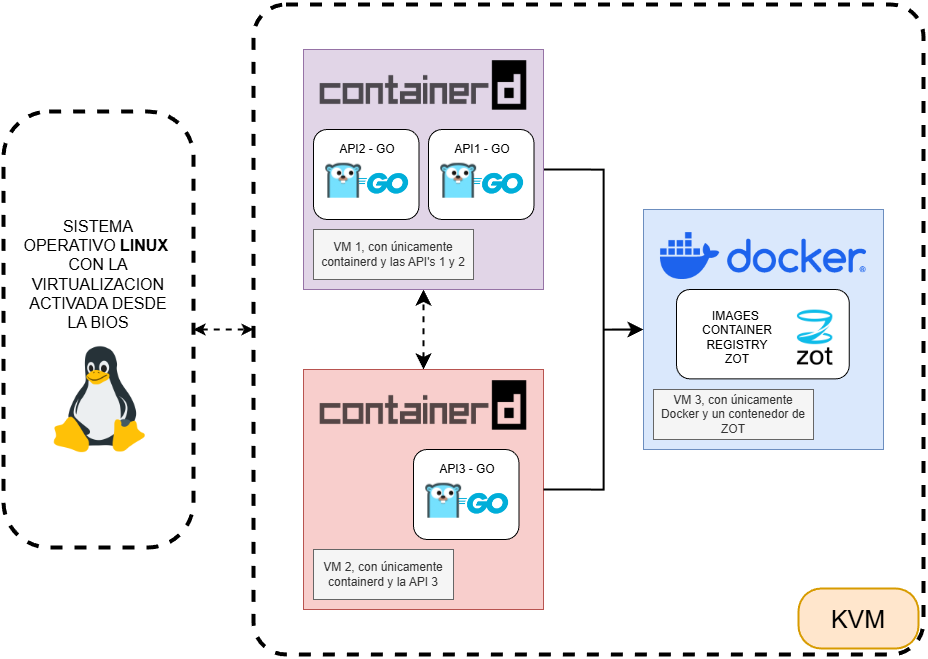 SISTEMA
OPERATIVO LINUX
CON LA
VIRTUALIZACION
ACTIVADA DESDE
LA BIOS
containerd
API2 - GO
GO
API1 - GO
GO
VM 1, con únicamente
containerd y las API's 1 y 2
containerd
API3 - GO
GO
VM 2, con únicamente
containerd y la API 3
docker®
IMAGES
CONTAINER
REGISTRY
ZOT
zot
VM 3, con únicamente
Docker y un contenedor de
ZOT
KVM